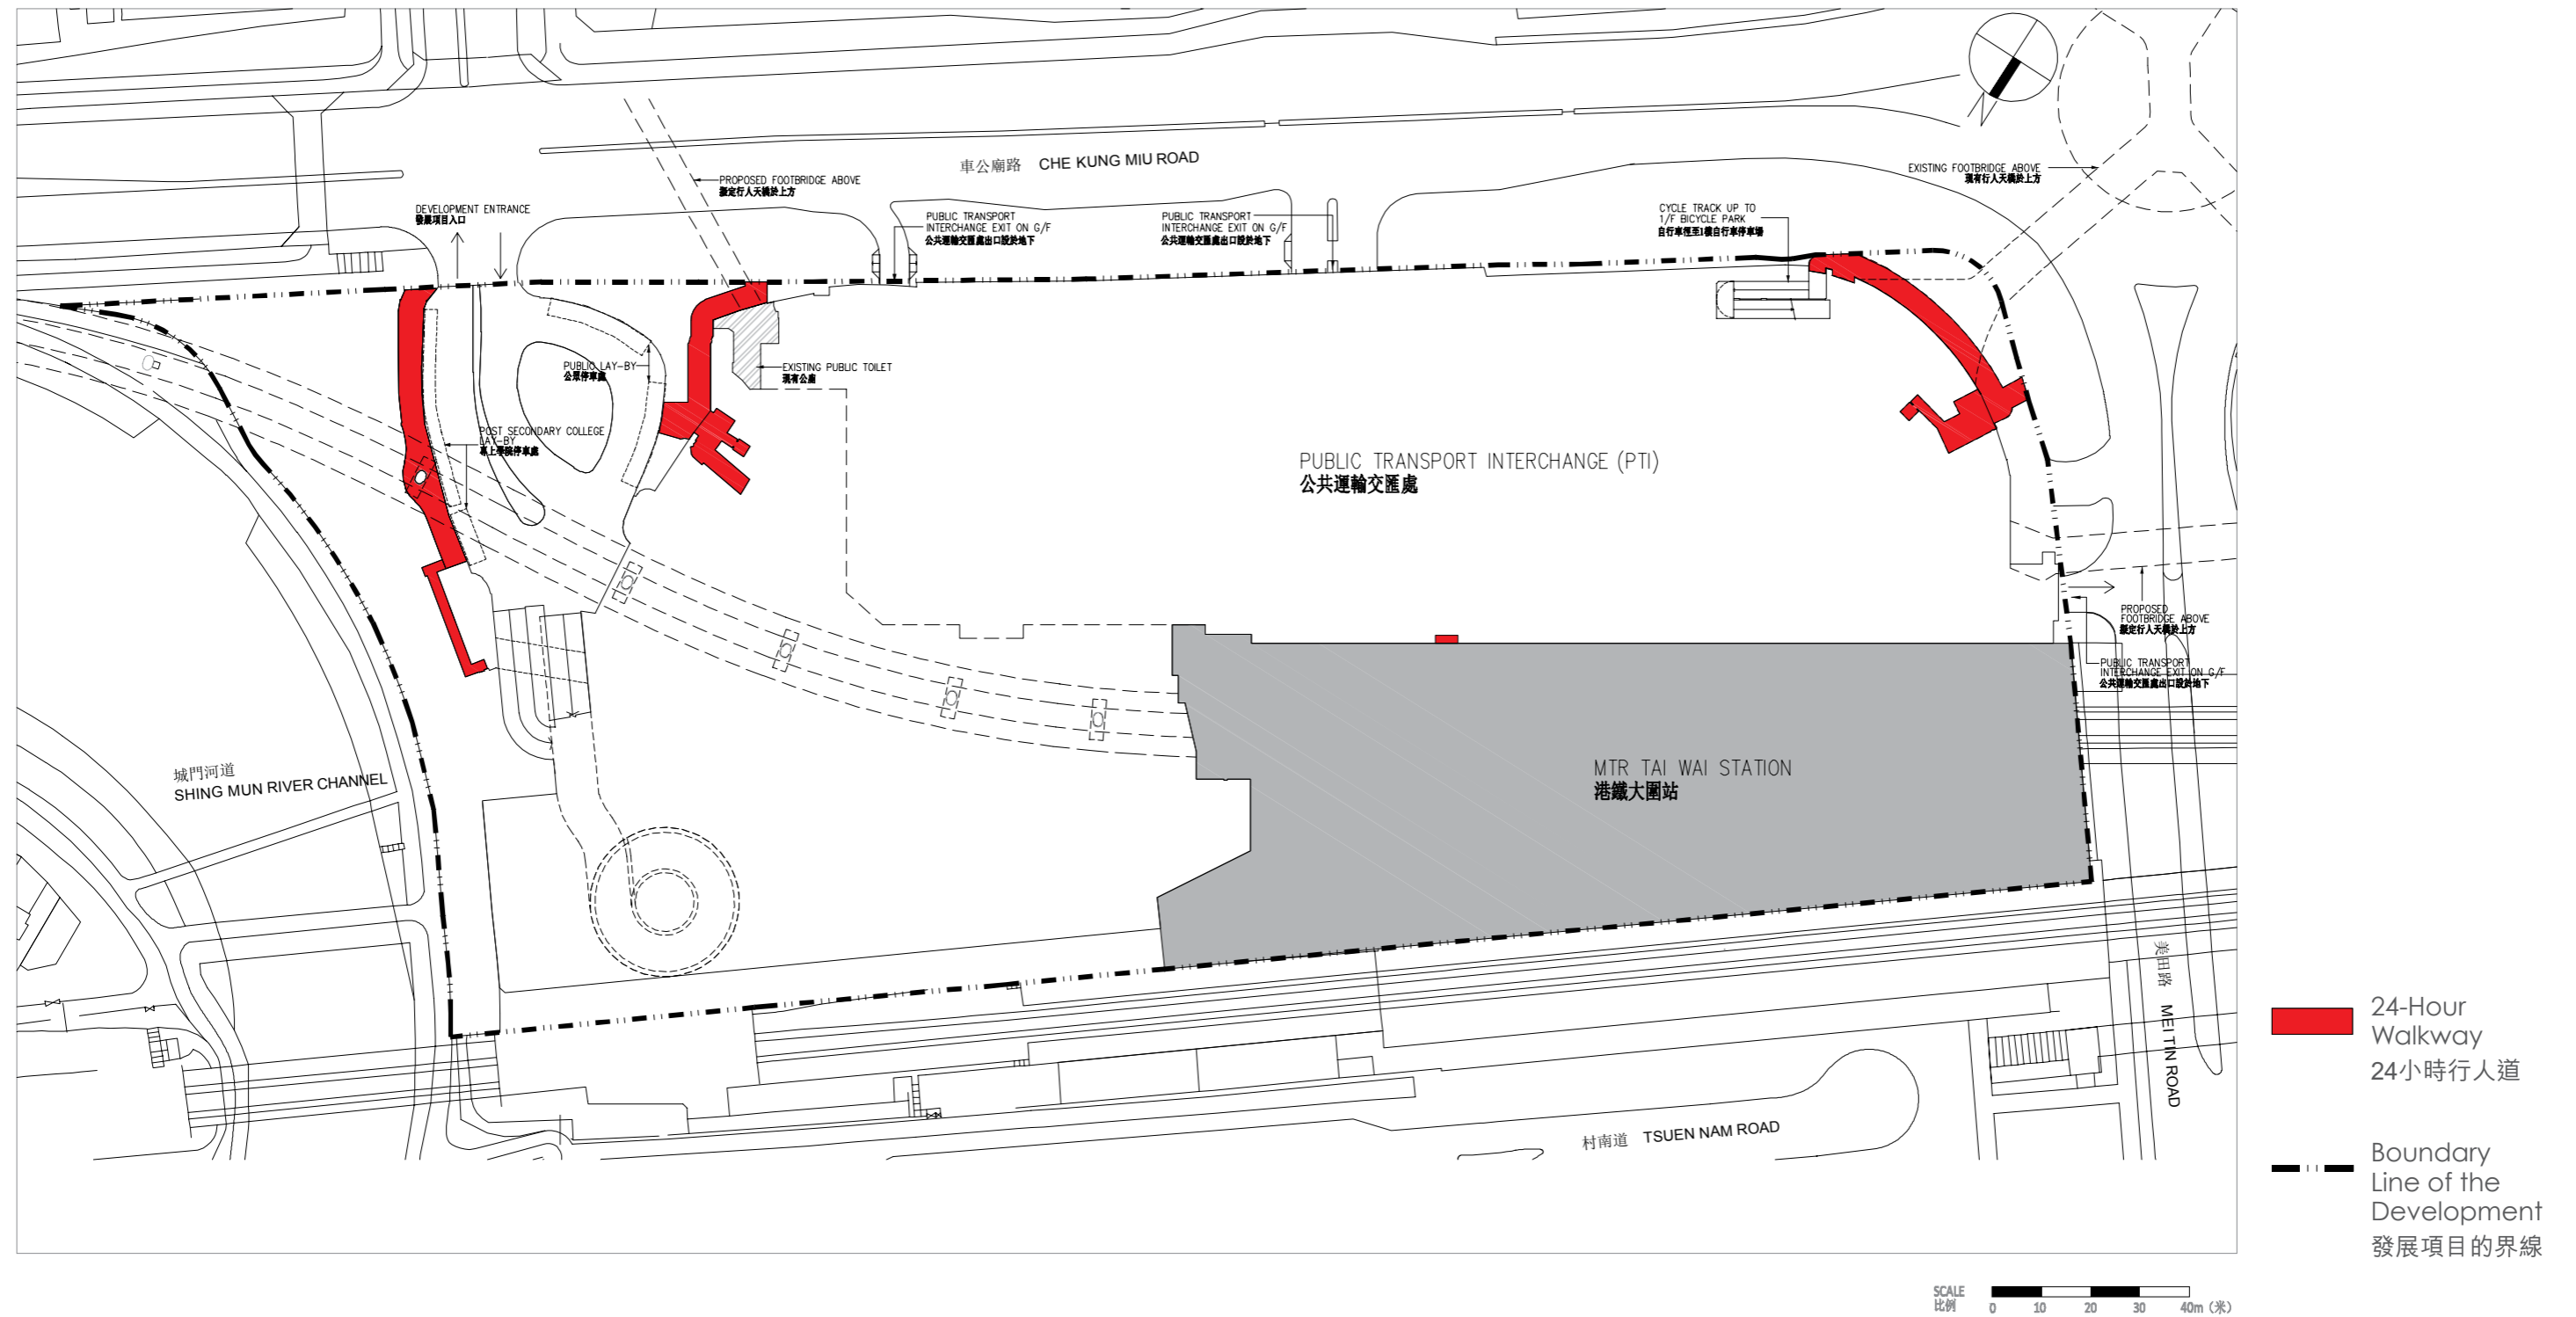 車公廟路 CHE KUNG MIU ROAD
EXISTING FOOTBRIDGE ABOVE
現有行人天橋於上方
PROPOSED FOOTBRIDGE ABOVE
擬定行人天橋於上方
DEVELOPMENT ENTRANCE
發展項目入口
PUBLIC TRANSPORT
INTERCHANGE EXIT ON G/F
公共運輸交匯處出口設於地下
PUBLIC TRANSPORT
INTERCHANGE EXIT ON G/F
公共運輸交匯處出口設於地下
CYCLE TRACK UP TO
1/F BICYCLE PARK
自行車徑至1樓自行車停車場
PUBLIC LAY-BY
公眾停車處
EXISTING PUBLIC TOILET
現有公廁
POST SECONDARY COLLEGE
LAY-BY
專上學院停車處
PUBLIC TRANSPORT INTERCHANGE (PTI)
公共運輸交匯處
PROPOSED
FOOTBRIDGE ABOVE
擬定行人天橋於上方
PUBLIC TRANSPORT
INTERCHANGE EXIT ON G/F
公共運輸交匯處出口設於地下
城門河道
SHING MUN RIVER CHANNEL
MTR TAI WAI STATION
港鐵大圍站
美田路 MEI TIN ROAD
村南道 TSUEN NAM ROAD
24-Hour
Walkway
24小時行人道
Boundary
Line of the
Development
發展項目的界線
SCALE
比例
0 10 20 30 40m (米)